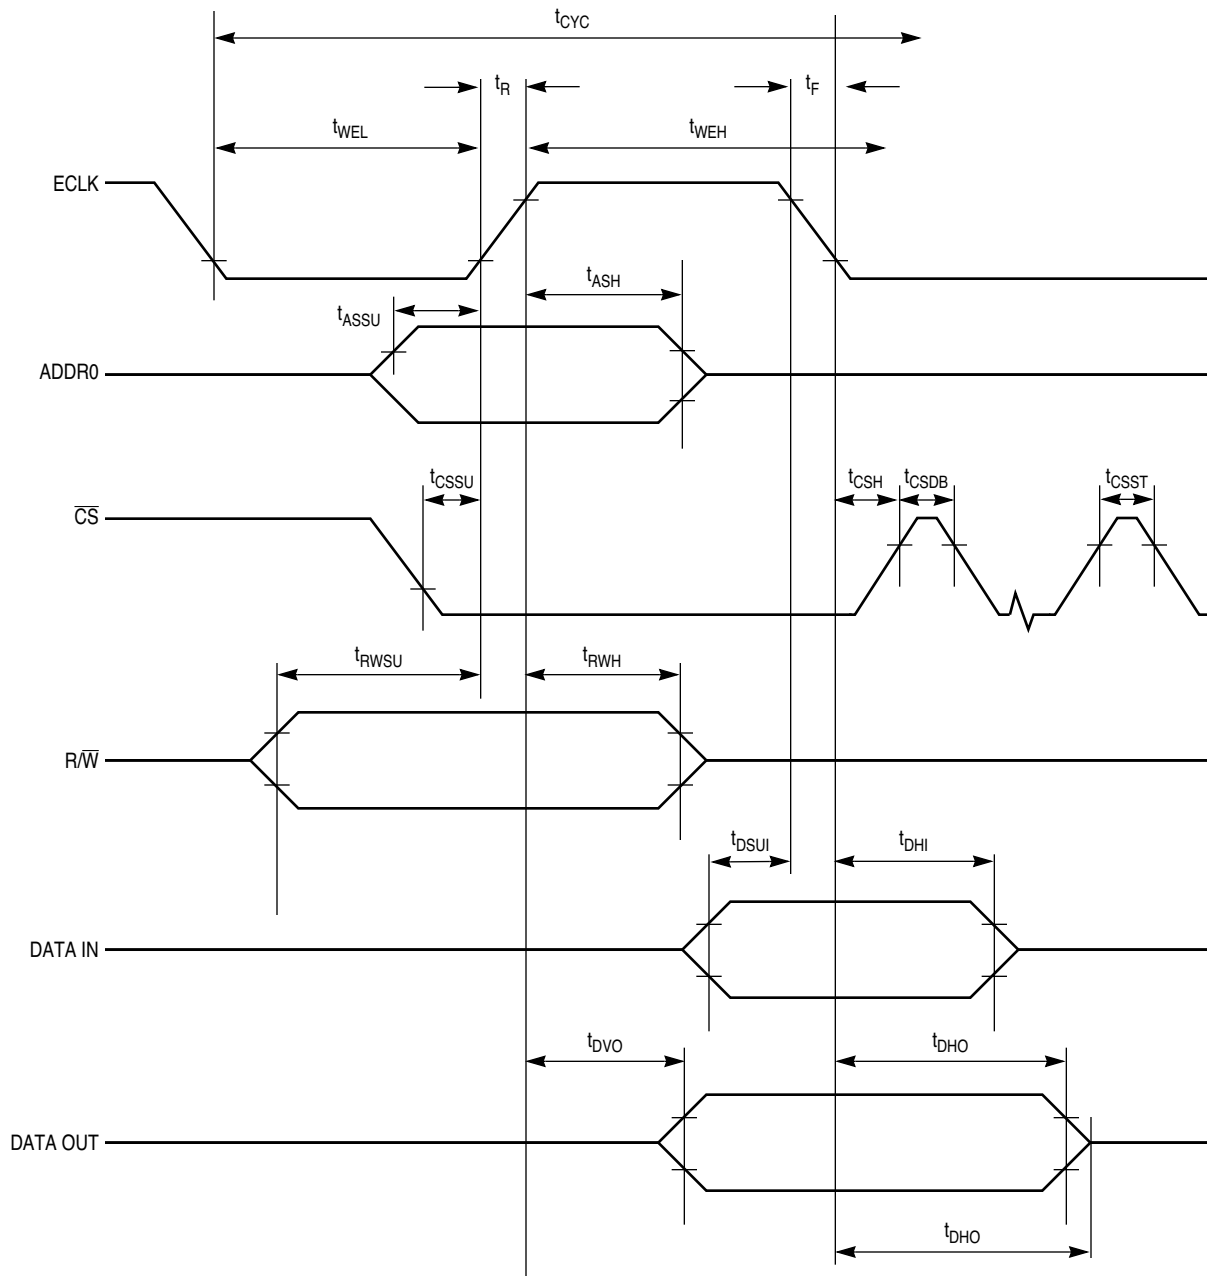 tCYC
tR
tF
tWEL
tWEH
ECLK
tASH
tASSU
ADDR0
tCSSU
tCSH
tCSDB
tCSST
CS
tRWSU
tRWH
R/W
tDSUI
tDHI
DATA IN
tDVO
tDHO
DATA OUT
tDHO